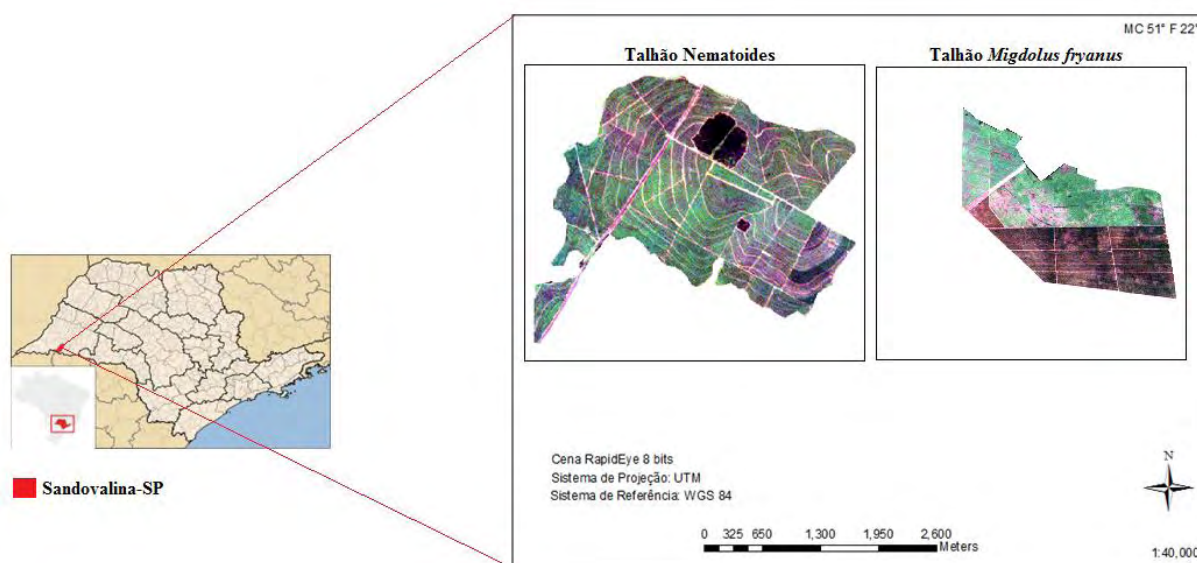 MC 51° F 22°
Talhão Nematoides
Talhão Migdolus fryanus
Sandovalina-SP
Cena RapidEye 8 bits
Sistema de Projeção: UTM
Sistema de Referência: WGS 84
N
0 325 650 1,300 1,950 2,600
Meters
1:40,000